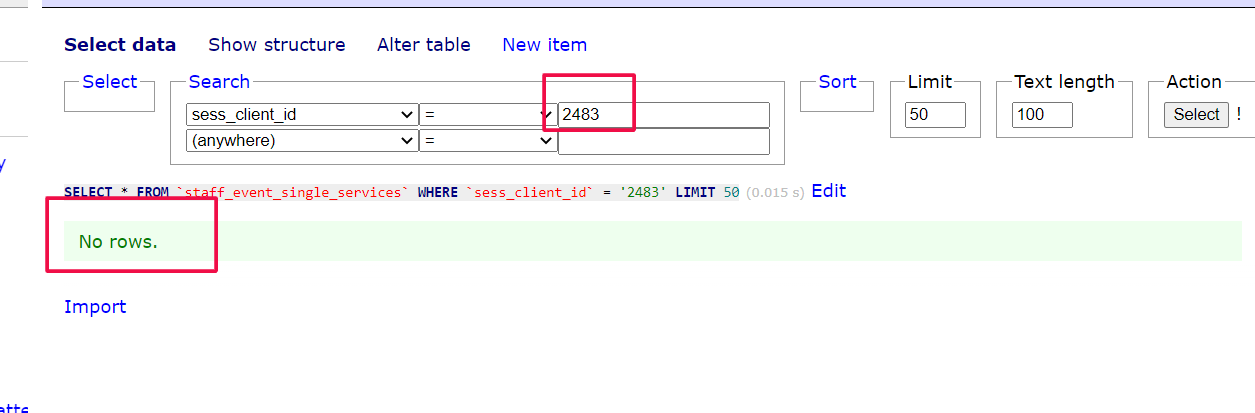 Select data Show structure Alter table New item
Select Search Sort Limit Text length Action
sess_client_id = 2483 50 100 Select !
(anywhere) =
SELECT * FROM `staff_event_single_services` WHERE `sess_client_id` = '2483' LIMIT 50 (0.015 s) Edit
No rows.
Import